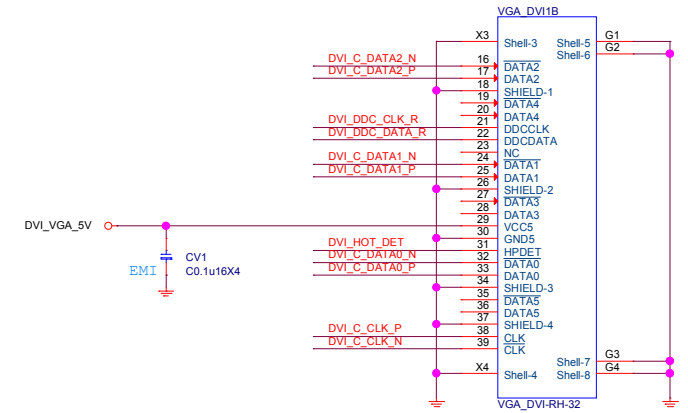 VGA_DVI1B
X3 Shell-3 Shell-5 G1
Shell-6 G2
DVI_C_DATA2_N 16 DATA2
DVI_C_DATA2_P 17 DATA2
18 SHIELD-1
19 DATA4
20 DATA4
DVI_DDC_CLK_R 21 DDCCLK
DVI_DDC_DATA_R 22 DDCDATA
23 NC
DVI_C_DATA1_N 24 DATA1
DVI_C_DATA1_P 25 DATA1
26 SHIELD-2
27 DATA3
28 DATA3
DVI_VGA_5V 29 VCC5
30 GND5
DVI_HOT_DET 31 HPDET
CV1 DVI_C_DATA0_N 32 DATA0
EMI C0.1u16X4 DVI_C_DATA0_P 33 DATA0
34 SHIELD-3
35 DATA5
36 DATA5
37 SHIELD-4
DVI_C_CLK_P 38 CLK
DVI_C_CLK_N 39 CLK
Shell-7 G3
X4 Shell-4 Shell-8 G4
VGA_DVI-RH-32